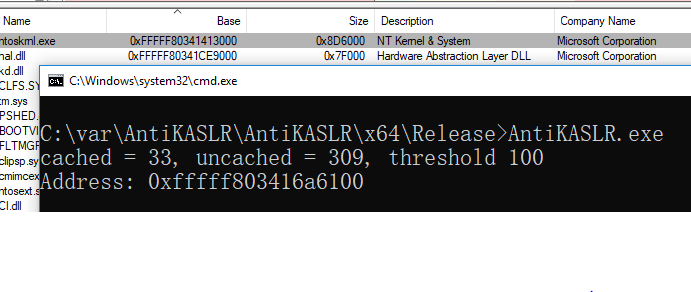 Name Base Size Description Company Name
ntoskrnl.exe 0xFFFFF80341413000 0x8D6000 NT Kernel & System Microsoft Corporation
hal.dll 0xFFFFF80341CE9000 0x7F000 Hardware Abstraction Layer DLL Microsoft Corporation
kd.dll
CLFS.SY
C:\Windows\system32\cmd.exe
tm.sys
PSHED.
BOOTVI
FLTMGF
clipsp.sy
cmimcex
ntosext.s
CI.dll
C:\var\AntiKASLR\AntiKASLR\x64\Release>AntiKASLR.exe
cached = 33, uncached = 309, threshold 100
Address: 0xfffff803416a6100